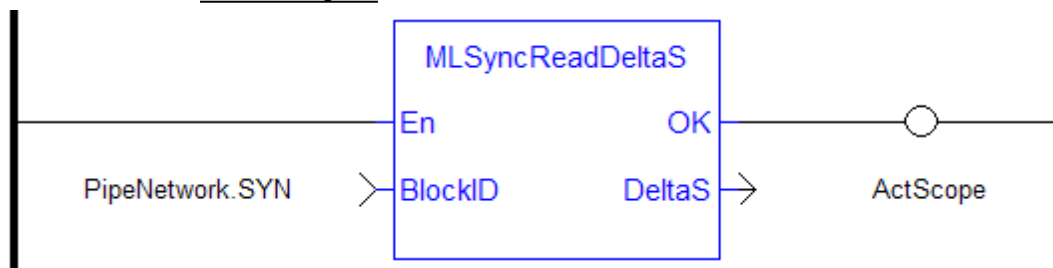 MLSyncReadDeltaS
En OK
PipeNetwork.SYN BlockID DeltaS ActScope